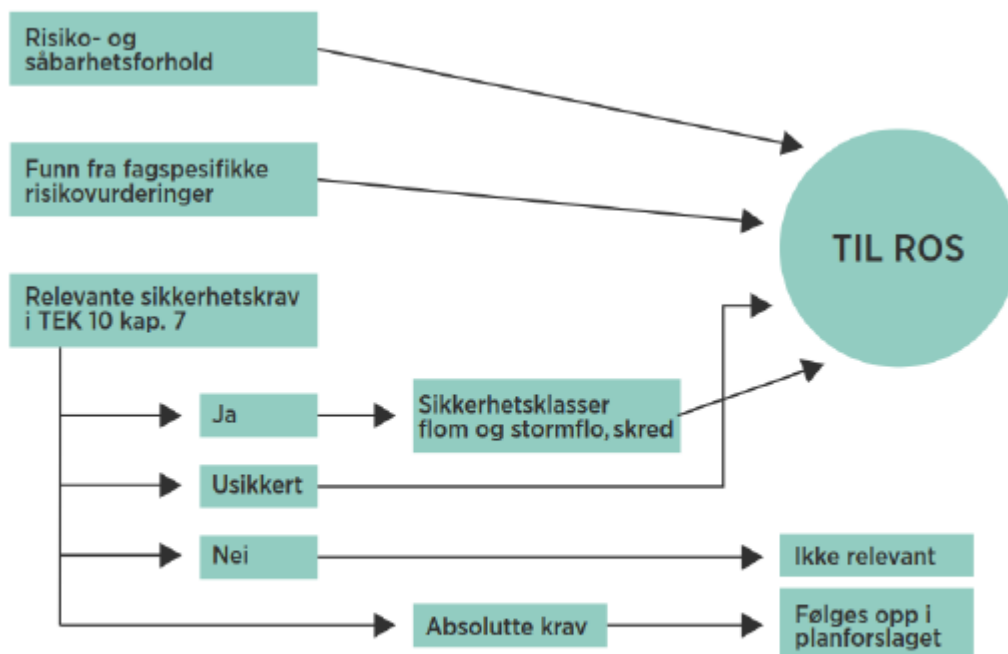 Risiko- og
såbarhetsforhold
Funn fra fagspesifikke
risikovurderinger
TIL ROS
Relevante sikkerhetskrav
i TEK 10 kap. 7
Ja
Sikkerhetsklasser
flom og stormflo, skred
Usikkert
Nei
Ikke relevant
Absolutte krav
Følges opp i
planforslaget